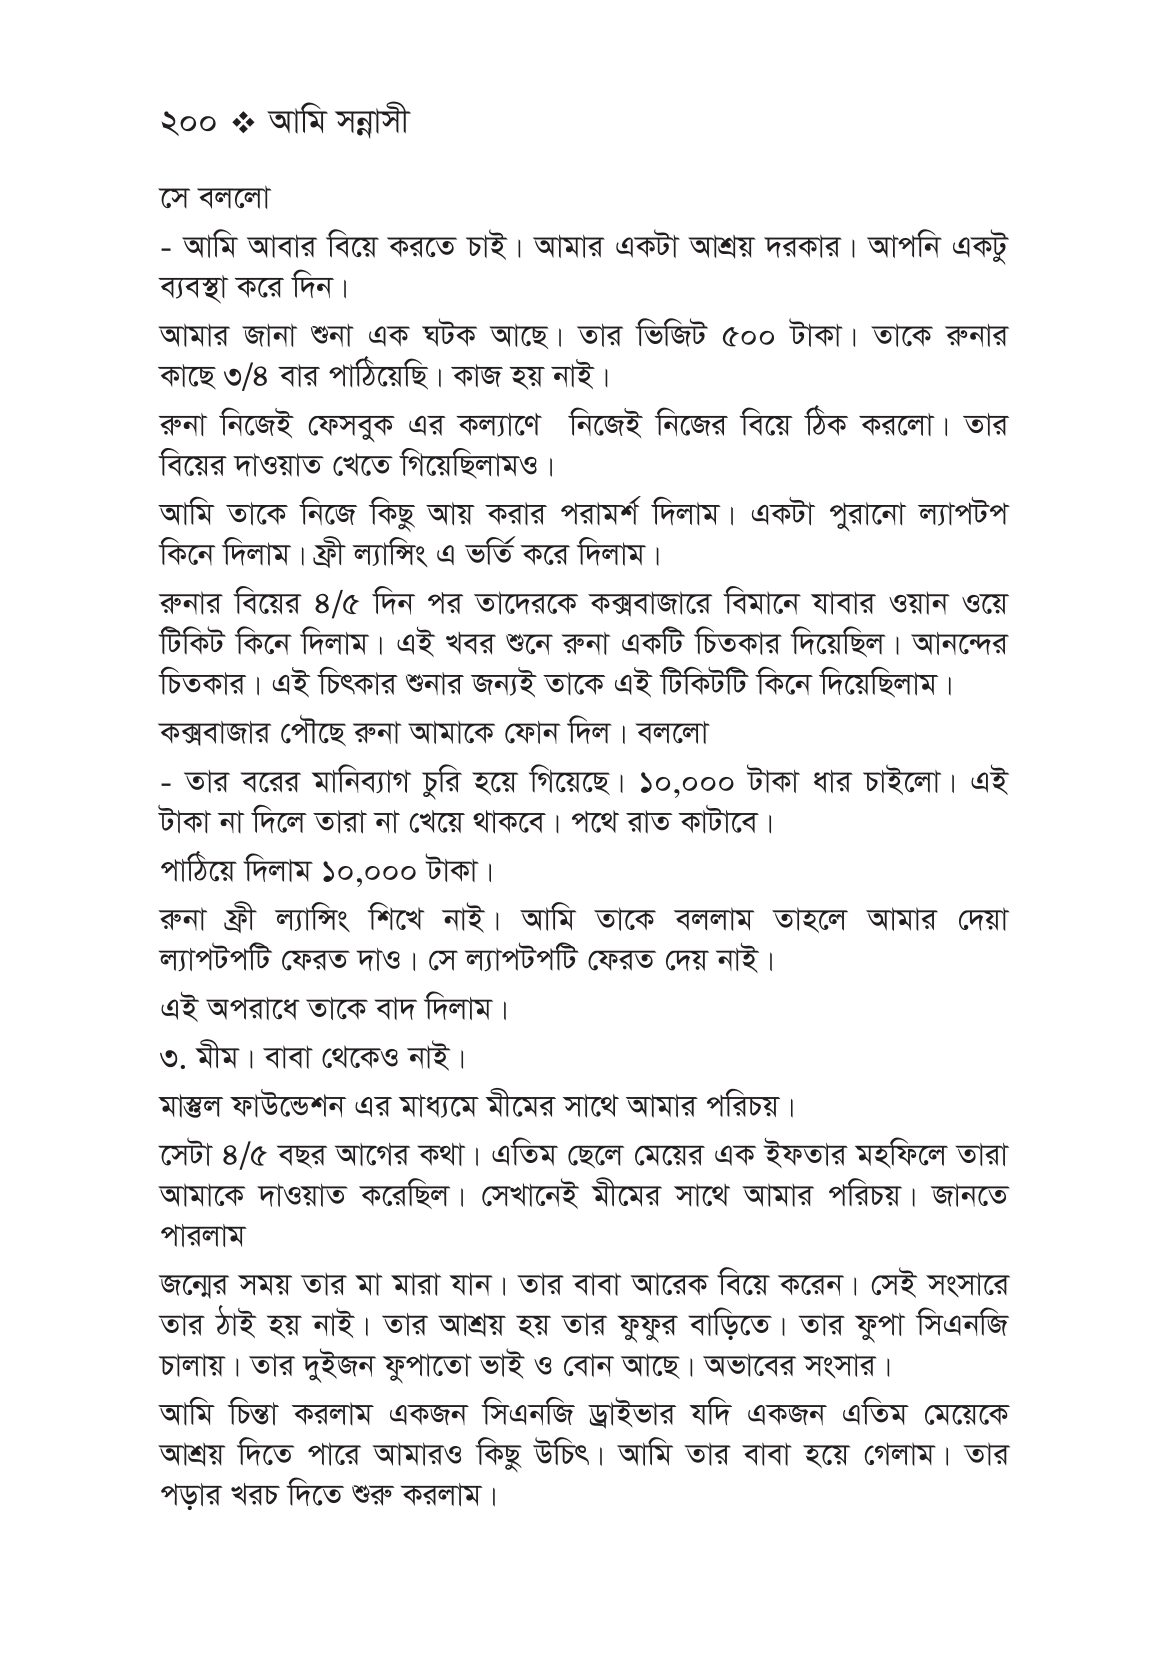 ২০০ ❖ আমি সন্নাসী
সে বললো
- আমি আবার বিয়ে করতে চাই। আমার একটা আশ্রয় দরকার। আপনি একটু
ব্যবস্থা করে দিন।
আমার জানা শুনা এক ঘটক আছে। তার ভিজিট ৫০০ টাকা। তাকে রুনার
কাছে ৩/৪ বার পাঠিয়েছি। কাজ হয় নাই।
রুনা নিজেই ফেসবুক এর কল্যাণে নিজেই নিজের বিয়ে ঠিক করলো। তার
বিয়ের দাওয়াত খেতে গিয়েছিলামও।
আমি তাকে নিজে কিছু আয় করার পরামর্শ দিলাম। একটা পুরানো ল্যাপটপ
কিনে দিলাম। ফ্রী ল্যান্সিং এ ভর্তি করে দিলাম।
রুনার বিয়ের ৪/৫ দিন পর তাদেরকে কক্সবাজারে বিমানে যাবার ওয়ান ওয়ে
টিকিট কিনে দিলাম। এই খবর শুনে রুনা একটি চিতকার দিয়েছিল। আনন্দের
চিতকার। এই চিৎকার শুনার জন্যই তাকে এই টিকিটটি কিনে দিয়েছিলাম।
কক্সবাজার পৌছে রুনা আমাকে ফোন দিল। বললো
- তার বরের মানিব্যাগ চুরি হয়ে গিয়েছে। ১০,০০০ টাকা ধার চাইলো। এই
টাকা না দিলে তারা না খেয়ে থাকবে। পথে রাত কাটাবে।
পাঠিয়ে দিলাম ১০,০০০ টাকা।
রুনা ফ্রী ল্যান্সিং শিখে নাই। আমি তাকে বললাম তাহলে আমার দেয়া
ল্যাপটপটি ফেরত দাও। সে ল্যাপটপটি ফেরত দেয় নাই।
এই অপরাধে তাকে বাদ দিলাম।
৩. মীম। বাবা থেকেও নাই।
মাস্তুল ফাউন্ডেশন এর মাধ্যমে মীমের সাথে আমার পরিচয়।
সেটা ৪/৫ বছর আগের কথা। এতিম ছেলে মেয়ের এক ইফতার মহফিলে তারা
আমাকে দাওয়াত করেছিল। সেখানেই মীমের সাথে আমার পরিচয়। জানতে
পারলাম
জন্মের সময় তার মা মারা যান। তার বাবা আরেক বিয়ে করেন। সেই সংসারে
তার ঠাই হয় নাই। তার আশ্রয় হয় তার ফুফুর বাড়িতে। তার ফুপা সিএনজি
চালায়। তার দুইজন ফুপাতো ভাই ও বোন আছে। অভাবের সংসার।
আমি চিন্তা করলাম একজন সিএনজি ড্রাইভার যদি একজন এতিম মেয়েকে
আশ্রয় দিতে পারে আমারও কিছু উচিৎ। আমি তার বাবা হয়ে গেলাম। তার
পড়ার খরচ দিতে শুরু করলাম।